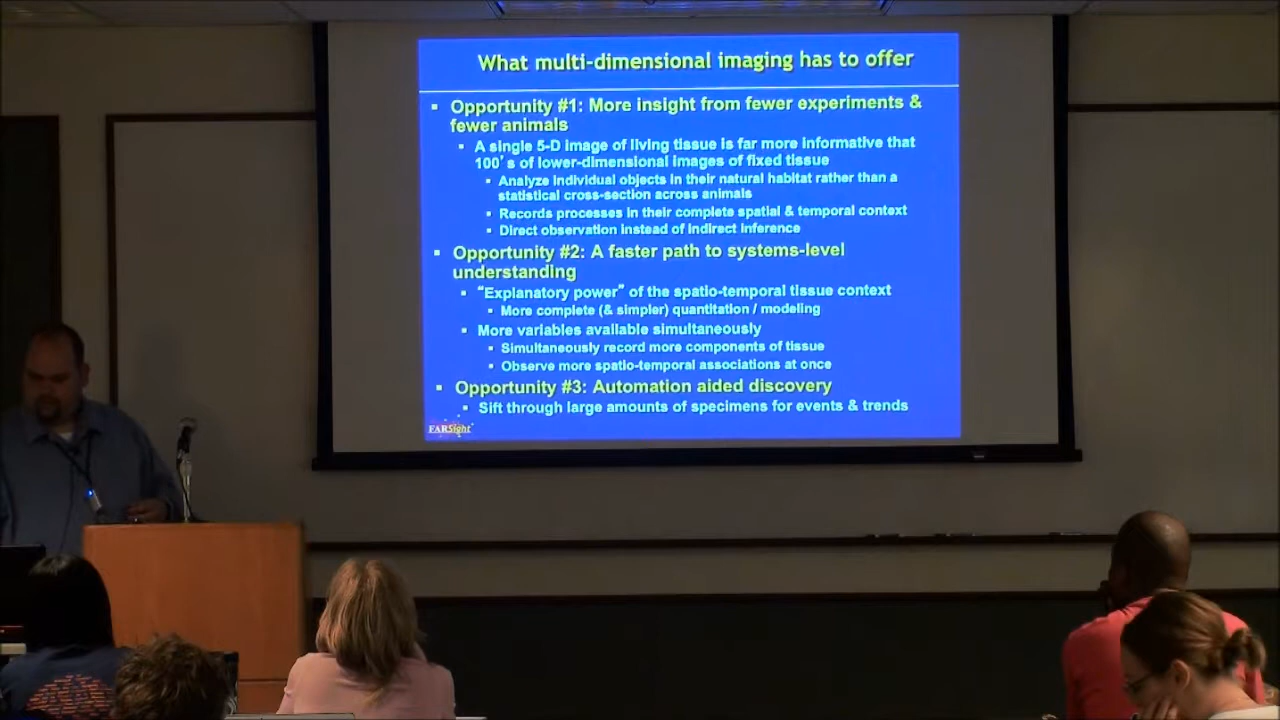 What multi-dimensional imaging has to offer
▪ Opportunity #1: More insight from fewer experiments &
fewer animals
▪ A single 5-D image of living tissue is far more informative that
100's of lower-dimensional images of fixed tissue
▪ Analyze individual objects in their natural habitat rather than a
statistical cross-section across animals
▪ Records processes in their complete spatial & temporal context
▪ Direct observation instead of indirect inference
▪ Opportunity #2: A faster path to systems-level
understanding
▪ "Explanatory power" of the spatio-temporal tissue context
▪ More complete (& simpler) quantitation / modeling
▪ More variables available simultaneously
▪ Simultaneously record more components of tissue
▪ Observe more spatio-temporal associations at once
▪ Opportunity #3: Automation aided discovery
▪ Sift through large amounts of specimens for events & trends
FARSight